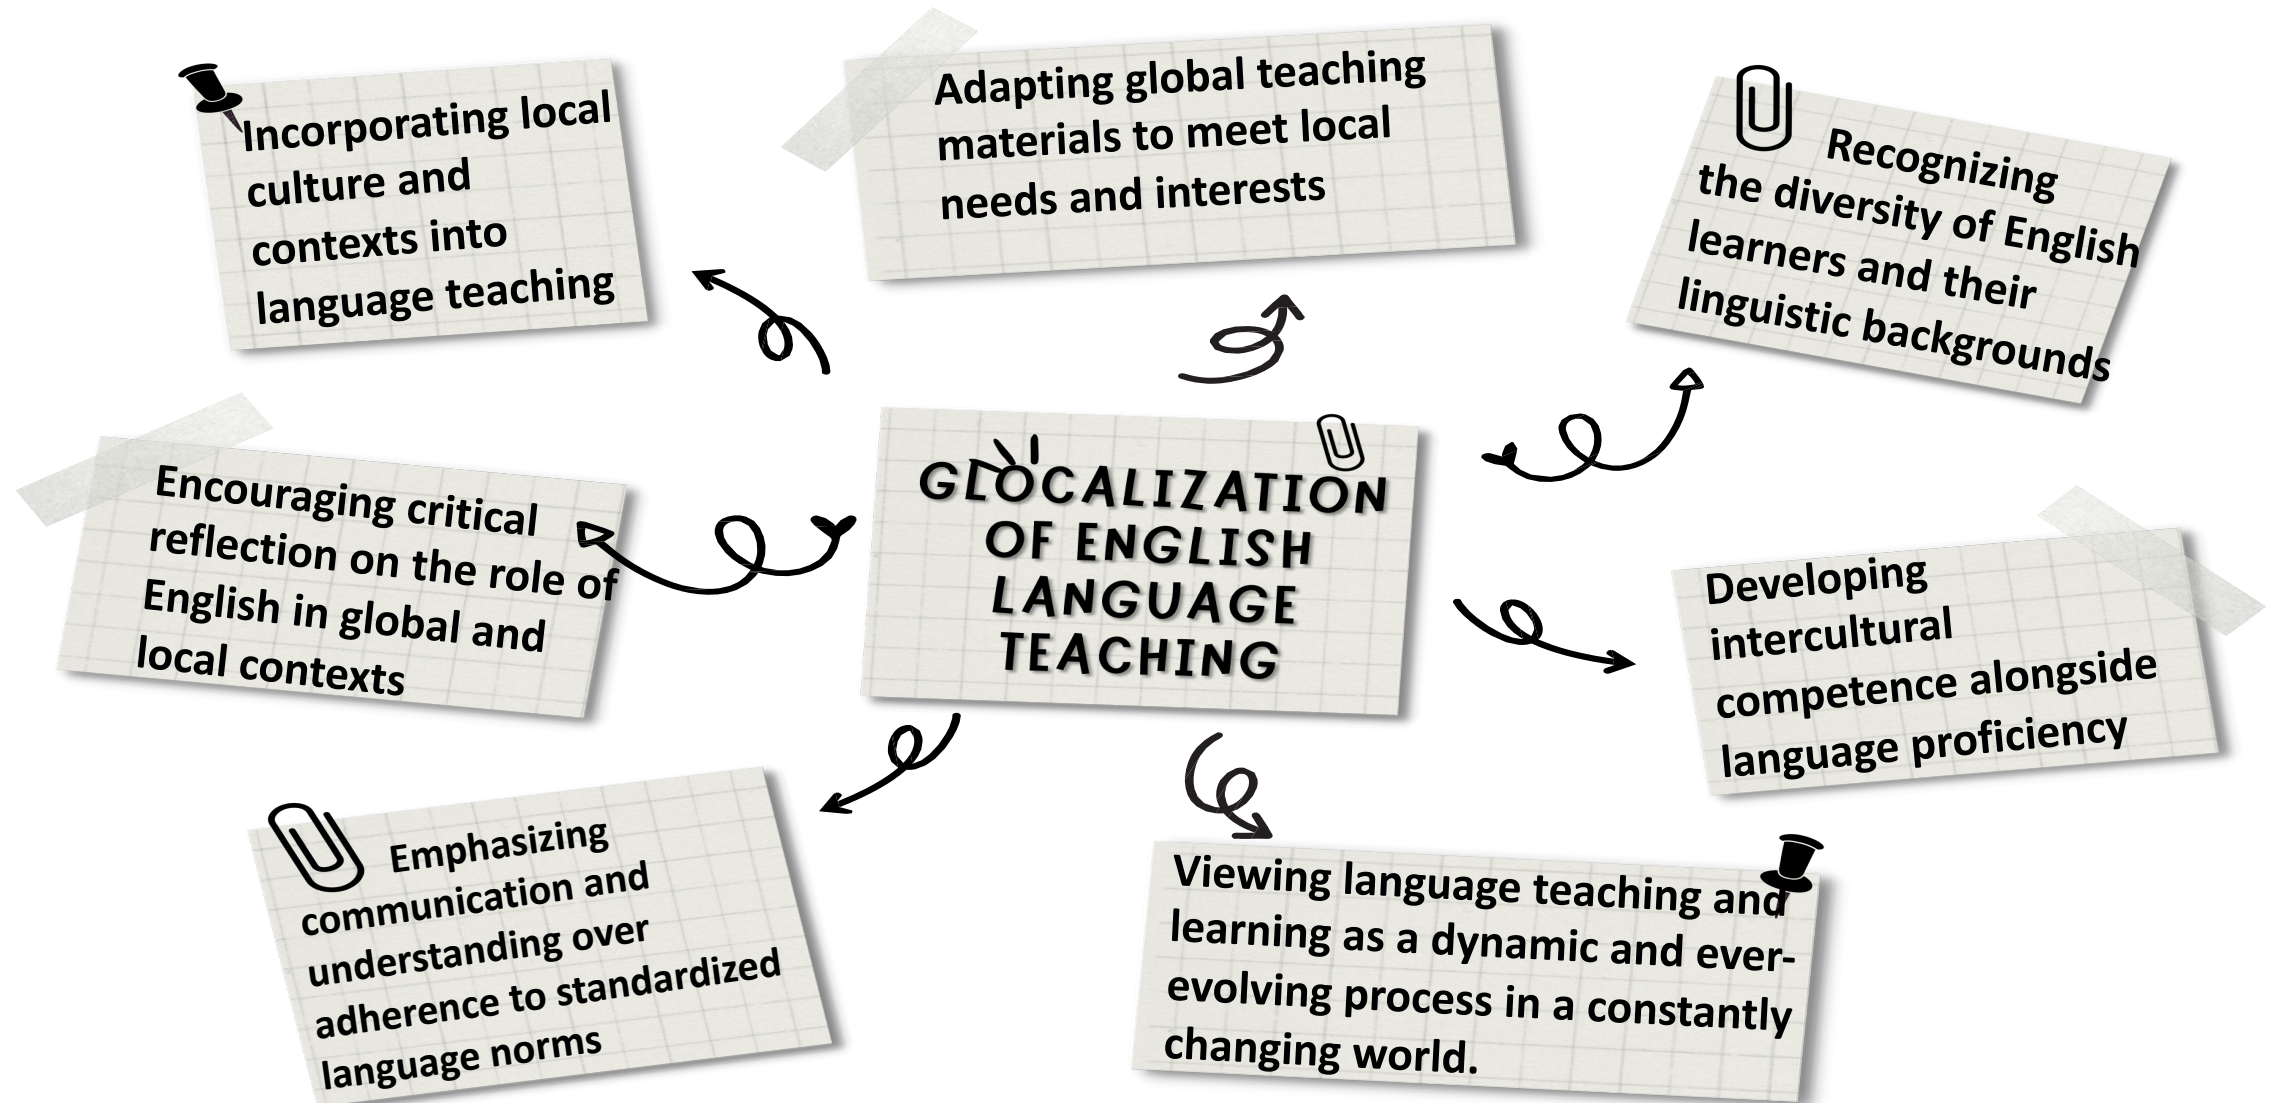 Incorporating local
culture and
contexts into
language teaching
Adapting global teaching
materials to meet local
needs and interests
Recognizing
the diversity of English
learners and their
linguistic backgrounds
Encouraging critical
reflection on the role of
English in global and
local contexts
GLOCALIZATION
OF ENGLISH
LANGUAGE
TEACHING
Developing
intercultural
competence alongside
language proficiency
Emphasizing
communication and
understanding over
adherence to standardized
language norms
Viewing language teaching and
learning as a dynamic and ever-
evolving process in a constantly
changing world.